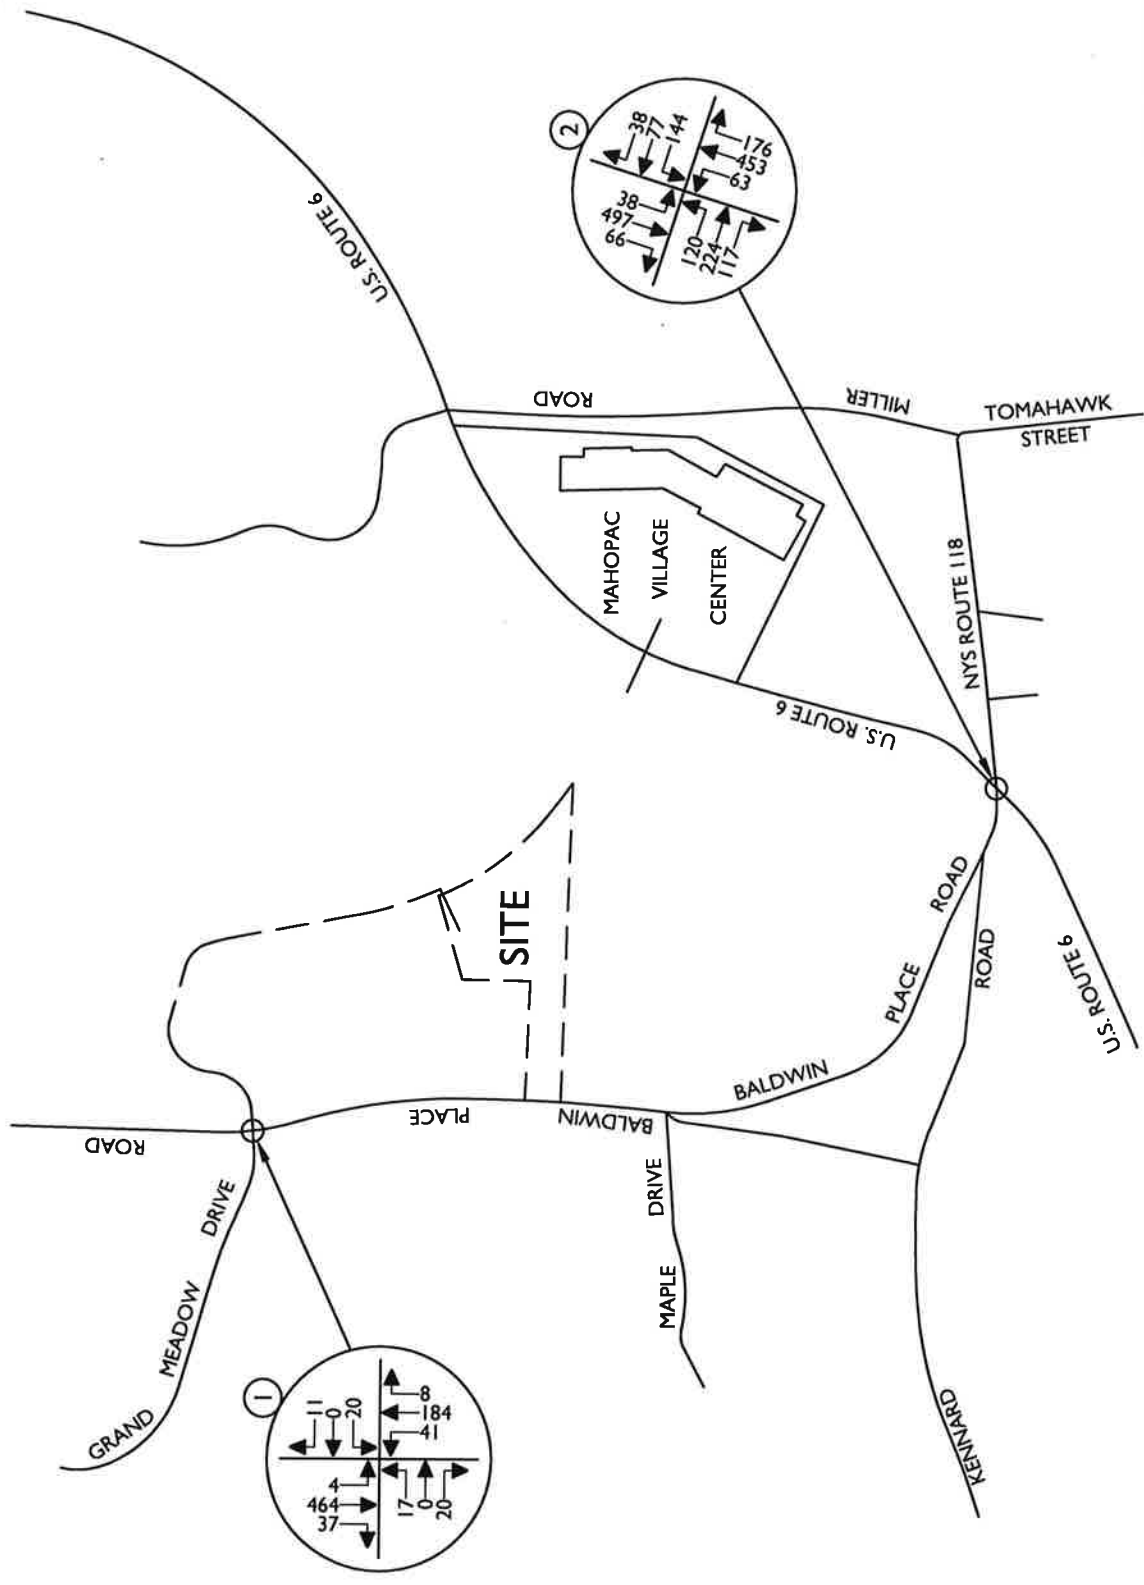 U.S. ROUTE 6
2
38
77
144
176
453
63
38
497
66
120
224
117
ROAD
MILLER
TOMAHAWK
STREET
MAHOPAC
VILLAGE
CENTER
NYS ROUTE 118
U.S. ROUTE 6
SITE
PLACE
BALDWIN
ROAD
BALDWIN
PLACE
ROAD
ROAD
U.S. ROUTE 6
GRAND
MEADOW
DRIVE
MAPLE
DRIVE
KENNARD
1
11
0
20
8
184
41
4
464
37
17
0
20